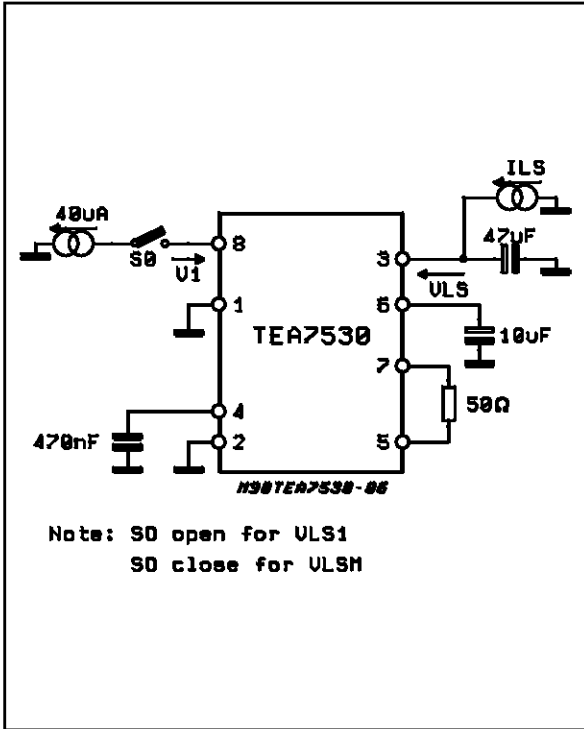 ILS
40uA
47uF
S0
8
V1
3
VLS
1
6
TEA7530
10uF
7
50Ω
4
470nF
2
5
M90TEA7530-06
Note: S0 open for VLS1
S0 close for VLSM